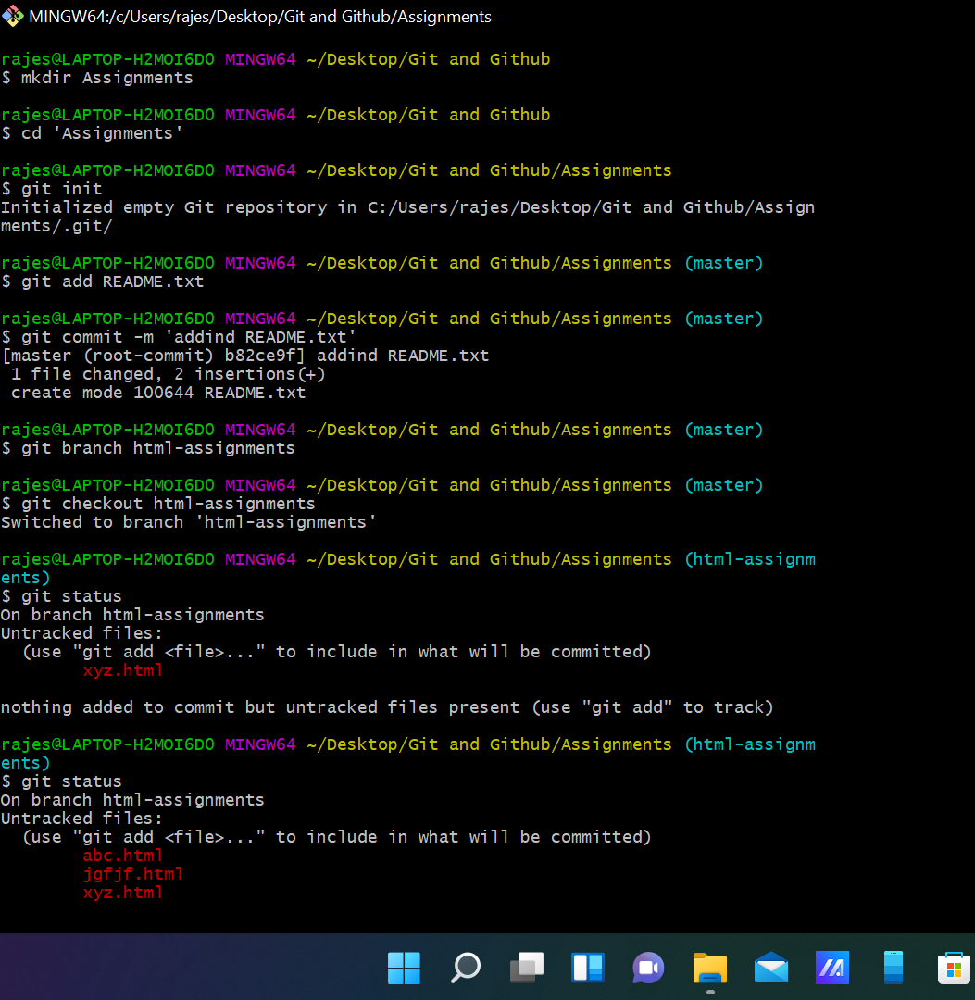 MINGW64:/c/Users/rajes/Desktop/Git and Github/Assignments
rajes@LAPTOP-H2MOI6DO MINGW64 ~/Desktop/Git and Github
$ mkdir Assignments
rajes@LAPTOP-H2MOI6DO MINGW64 ~/Desktop/Git and Github
$ cd 'Assignments'
rajes@LAPTOP-H2MOI6DO MINGW64 ~/Desktop/Git and Github/Assignments
$ git init
Initialized empty Git repository in C:/Users/rajes/Desktop/Git and Github/Assign
ments/.git/
rajes@LAPTOP-H2MOI6DO MINGW64 ~/Desktop/Git and Github/Assignments (master)
$ git add README.txt
rajes@LAPTOP-H2MOI6DO MINGW64 ~/Desktop/Git and Github/Assignments (master)
$ git commit -m 'addind README.txt'
[master (root-commit) b82ce9f] addind README.txt
1 file changed, 2 insertions(+)
create mode 100644 README.txt
rajes@LAPTOP-H2MOI6DO MINGW64 ~/Desktop/Git and Github/Assignments (master)
$ git branch html-assignments
rajes@LAPTOP-H2MOI6DO MINGW64 ~/Desktop/Git and Github/Assignments (master)
$ git checkout html-assignments
Switched to branch 'html-assignments'
rajes@LAPTOP-H2MOI6DO MINGW64 ~/Desktop/Git and Github/Assignments (html-assignm
ents)
$ git status
On branch html-assignments
Untracked files:
(use "git add <file>..." to include in what will be committed)
xyz.html
nothing added to commit but untracked files present (use "git add" to track)
rajes@LAPTOP-H2MOI6DO MINGW64 ~/Desktop/Git and Github/Assignments (html-assignm
ents)
$ git status
On branch html-assignments
Untracked files:
(use "git add <file>..." to include in what will be committed)
abc.html
jgfjf.html
xyz.html